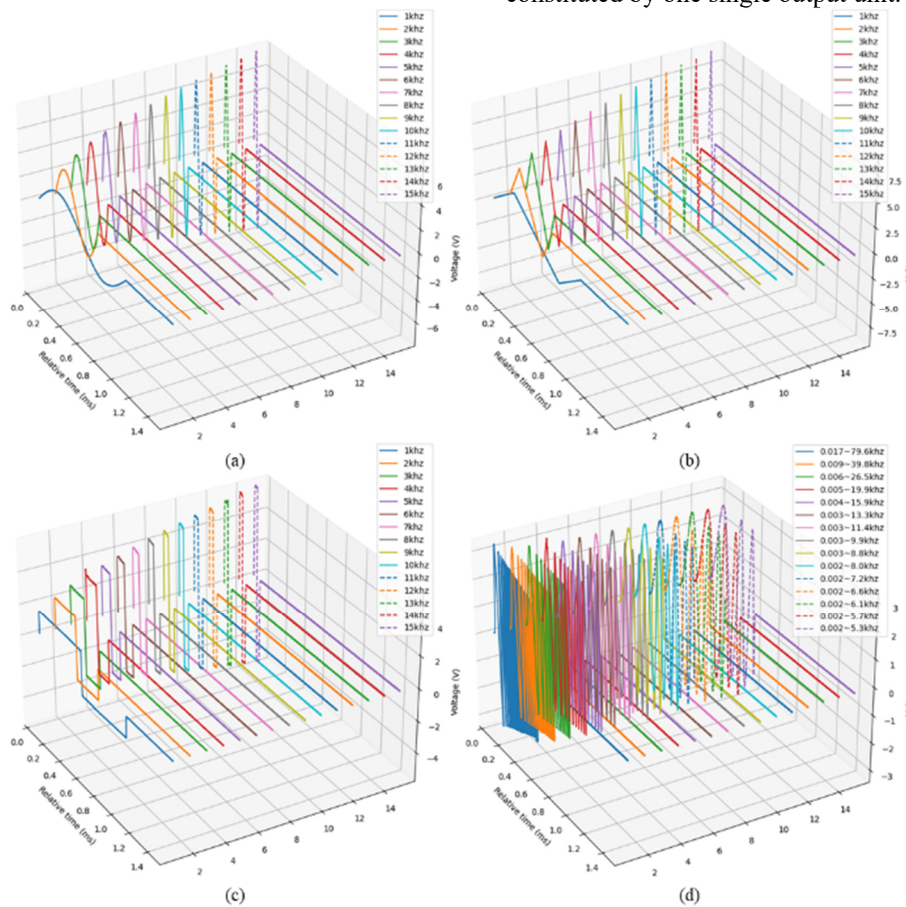 constituted by one single output unit.
1khz
2khz
3khz
4khz
5khz
6khz
7khz
8khz
9khz
10khz
11khz
12khz
13khz
14khz
15khz
6
4
2
0
−2
−4
−6
Voltage (V)
0.0
0.2
0.4
0.6
0.8
1.0
1.2
1.4
Relative time (ms)
2
4
6
8
10
12
14
(a)
1khz
2khz
3khz
4khz
5khz
6khz
7khz
8khz
9khz
10khz
11khz
12khz
13khz
14khz
15khz
7.5
5.0
2.5
0.0
−2.5
−5.0
−7.5
0.0
0.2
0.4
0.6
0.8
1.0
1.2
1.4
Relative time (ms)
2
4
6
8
10
12
14
(b)
1khz
2khz
3khz
4khz
5khz
6khz
7khz
8khz
9khz
10khz
11khz
12khz
13khz
14khz
15khz
4
2
0
−2
−4
Voltage (V)
0.0
0.2
0.4
0.6
0.8
1.0
1.2
1.4
Relative time (ms)
2
4
6
8
10
12
14
(c)
0.017~79.6khz
0.009~39.8khz
0.006~26.5khz
0.005~19.9khz
0.004~15.9khz
0.003~13.3khz
0.003~11.4khz
0.003~9.9khz
0.003~8.8khz
0.002~8.0khz
0.002~7.2khz
0.002~6.6khz
0.002~6.1khz
0.002~5.7khz
0.002~5.3khz
3
2
1
0
−1
−2
−3
0.0
0.2
0.4
0.6
0.8
1.0
1.2
1.4
Relative time (ms)
2
4
6
8
10
12
14
(d)